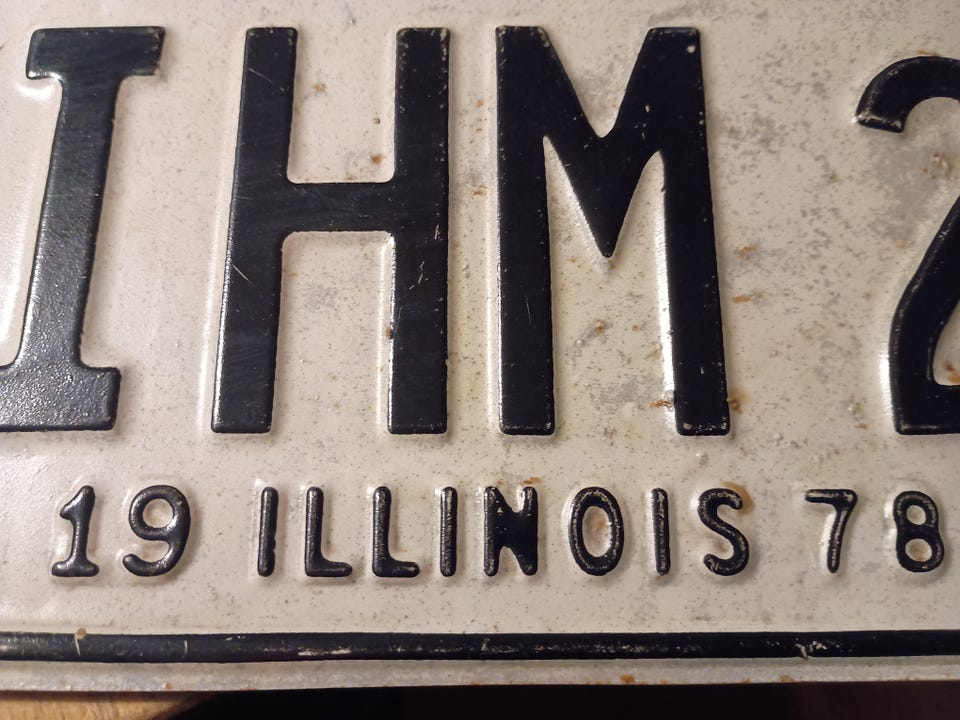 IHM 2
19 ILLINOIS 78